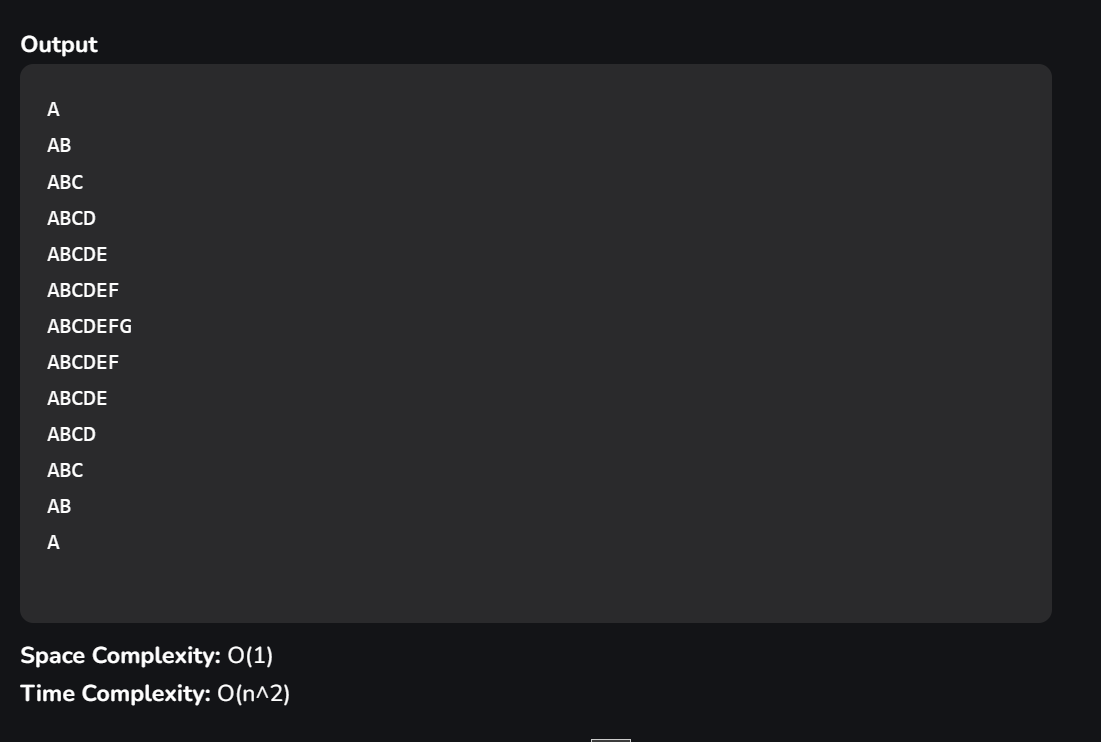 Output
A
AB
ABC
ABCD
ABCDE
ABCDEF
ABCDEFG
ABCDEF
ABCDE
ABCD
ABC
AB
A
Space Complexity: O(1)
Time Complexity: O(n^2)